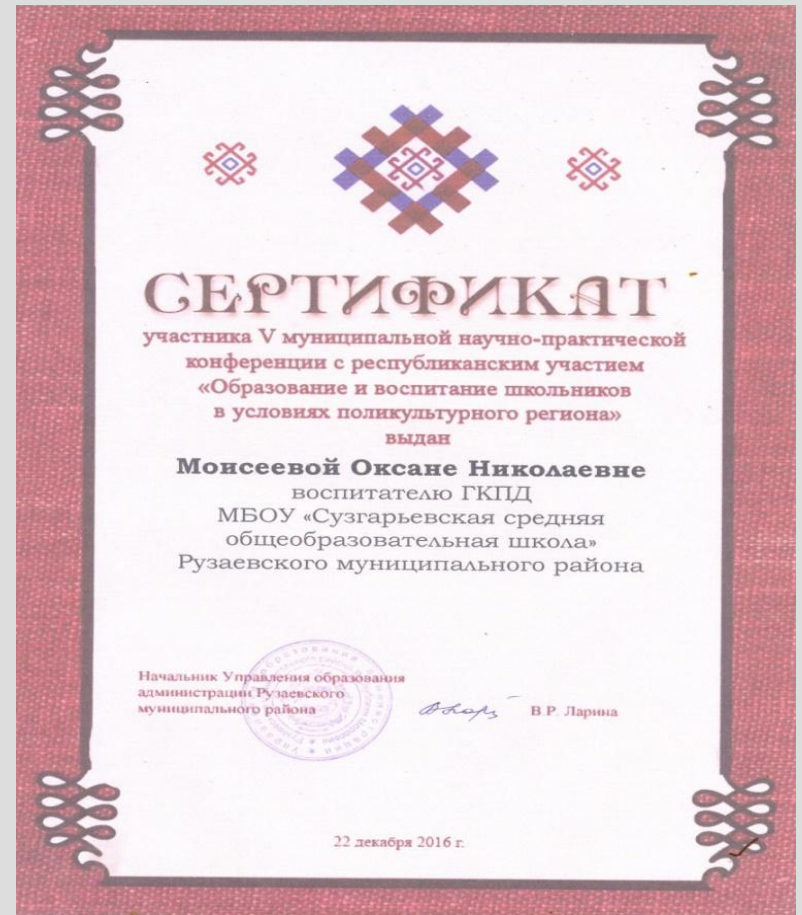 СЕРТИФИКАТ
участника V муниципальной научно-практической
конференции с республиканским участием
«Образование и воспитание школьников
в условиях поликультурного региона»
выдан
Моисеевой Оксане Николаевне
воспитателю ГКПД
МБОУ «Сузгарьевская средняя
общеобразовательная школа»
Рузаевского муниципального района
Начальник Управления образования
администрации Рузаевского
муниципального района
В.Р. Ларина
22 декабря 2016 г.